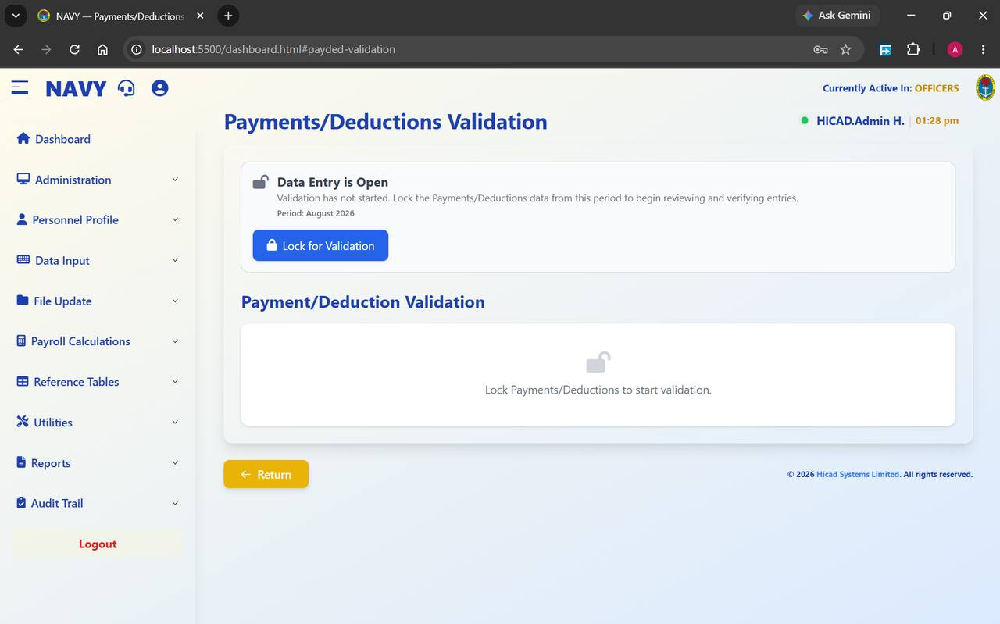 NAVY — Payments/Deductions
Ask Gemini
localhost:5500/dashboard.html#payded-validation
A
NAVY
Currently Active In: OFFICERS
Payments/Deductions Validation
HICAD.Admin H. | 01:28 pm
Dashboard
Administration
Personnel Profile
Data Input
File Update
Payroll Calculations
Reference Tables
Utilities
Reports
Audit Trail
Logout
Data Entry is Open
Validation has not started. Lock the Payments/Deductions data from this period to begin reviewing and verifying entries.
Period: August 2026
Lock for Validation
Payment/Deduction Validation
Lock Payments/Deductions to start validation.
Return
© 2026 Hicad Systems Limited. All rights reserved.